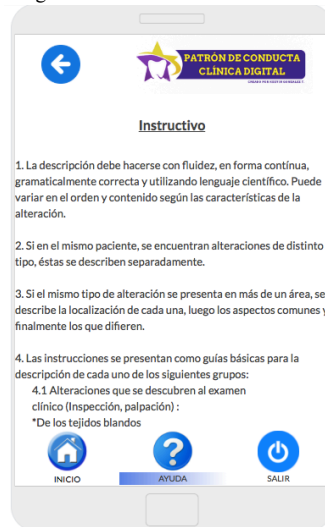 PATRÓN DE CONDUCTA
CLÍNICA DIGITAL
Instructivo
1. La descripción debe hacerse con fluidez, en forma contínua,
gramaticalmente correcta y utilizando lenguaje científico. Puede
variar en el orden y contenido según las características de la
alteración.
2. Si en el mismo paciente, se encuentran alteraciones de distinto
tipo, éstas se describen separadamente.
3. Si el mismo tipo de alteración se presenta en más de un área, se
describe la localización de cada una, luego los aspectos comunes y
finalmente los que difieren.
4. Las instrucciones se presentan como guías básicas para la
descripción de cada uno de los siguientes grupos:
4.1 Alteraciones que se descubren al examen
clínico (Inspección, palpación) :
*De los tejidos blandos
INICIO AYUDA SALIR